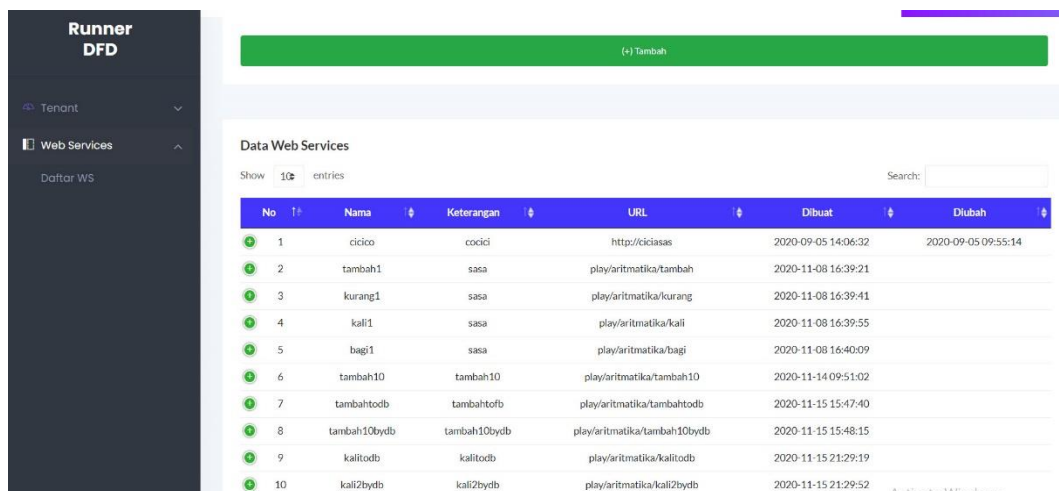 Runner
DFD
Tenant
Web Services
Daftar WS
(+) Tambah
Data Web Services
Show 10 entries
Search:
No Nama Keterangan URL Dibuat Diubah
1 cicico cocici http://ciciasas 2020-09-05 14:06:32 2020-09-05 09:55:14
2 tambah1 sasa play/aritmatika/tambah 2020-11-08 16:39:21
3 kurang1 sasa play/aritmatika/kurang 2020-11-08 16:39:41
4 kali1 sasa play/aritmatika/kali 2020-11-08 16:39:55
5 bagi1 sasa play/aritmatika/bagi 2020-11-08 16:40:09
6 tambah10 tambah10 play/aritmatika/tambah10 2020-11-14 09:51:02
7 tambahtodb tambahtofb play/aritmatika/tambahtodb 2020-11-15 15:47:40
8 tambah10bydb tambah10bydb play/aritmatika/tambah10bydb 2020-11-15 15:48:15
9 kalitodb kalitodb play/aritmatika/kalitodb 2020-11-15 21:29:19
10 kali2bydb kali2bydb play/aritmatika/kali2bydb 2020-11-15 21:29:52